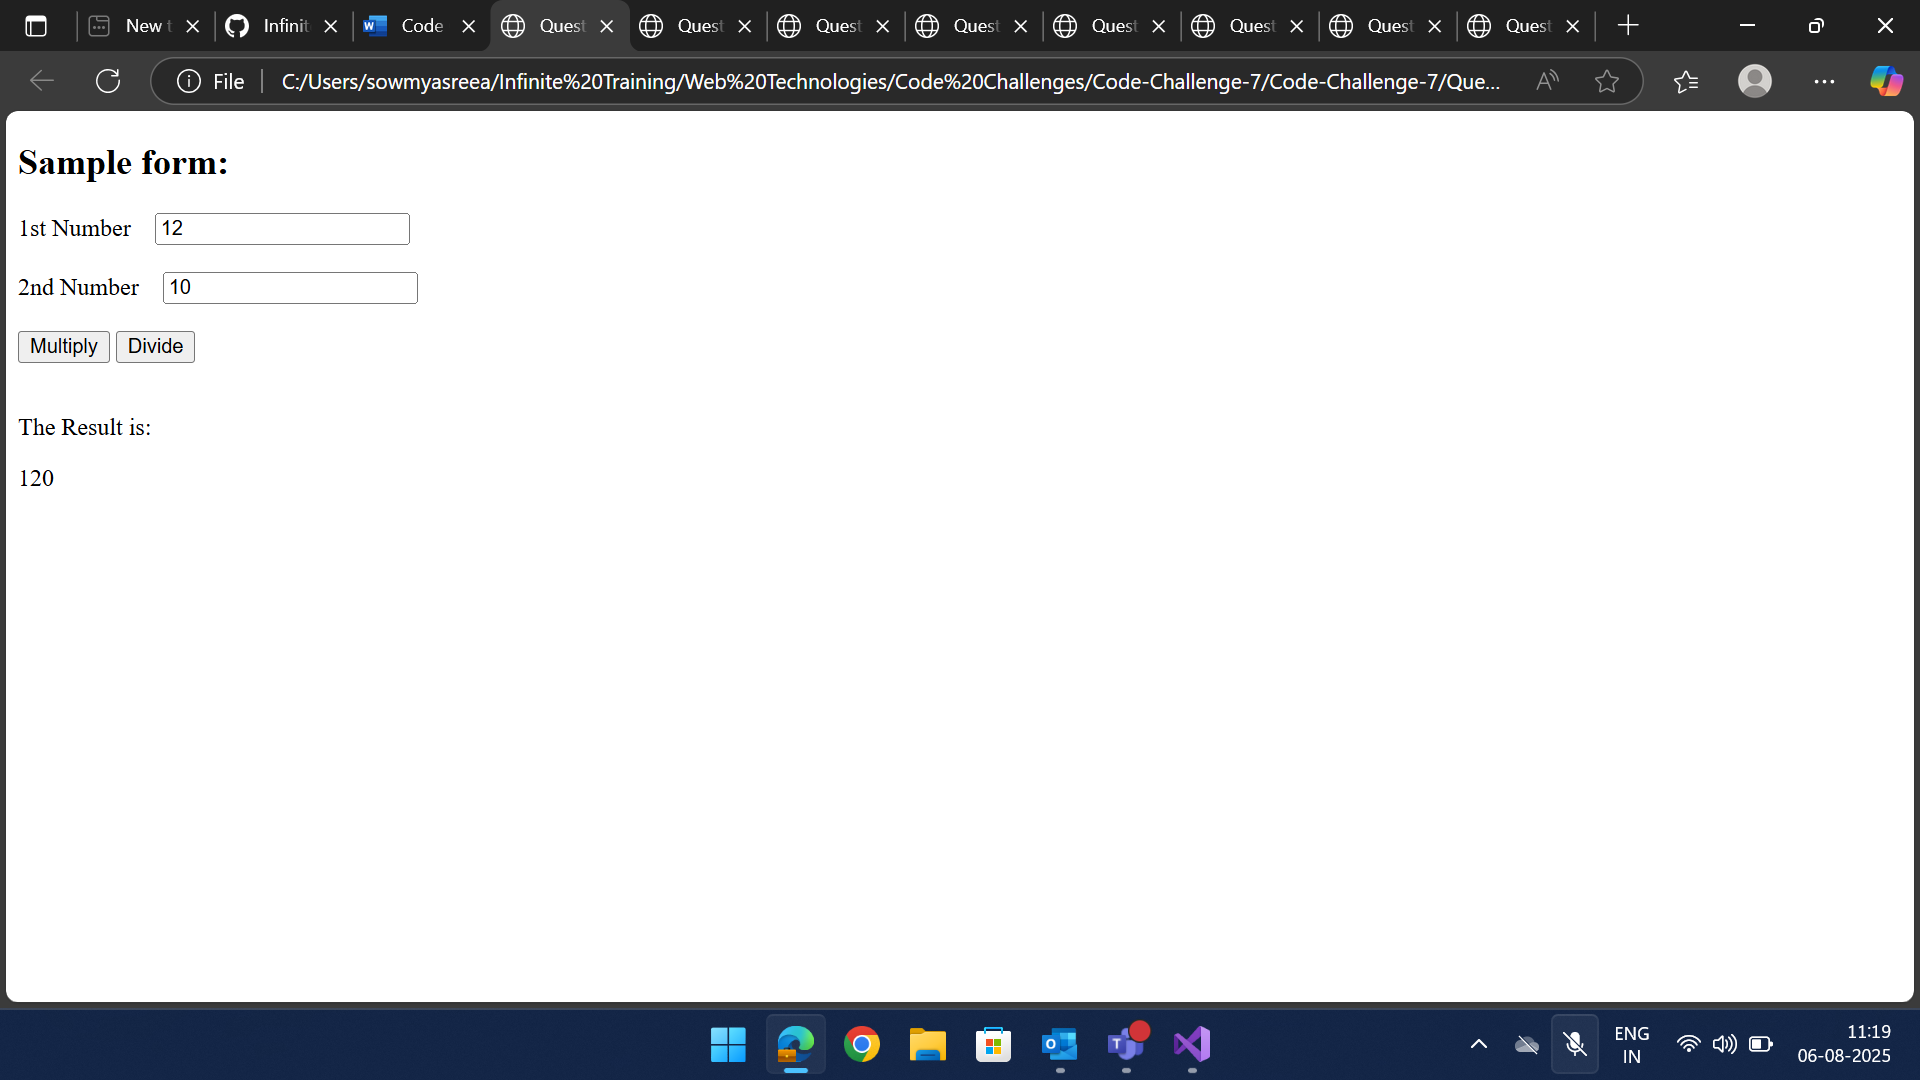 New t
Infinit
Code
Quest
Quest
Quest
Quest
Quest
Quest
Quest
Quest
File
C:/Users/sowmyasreea/Infinite%20Training/Web%20Technologies/Code%20Challenges/Code-Challenge-7/Code-Challenge-7/Que...
Sample form:
1st Number 12
2nd Number 10
Multiply Divide
The Result is:
120
ENG
IN
11:19
06-08-2025